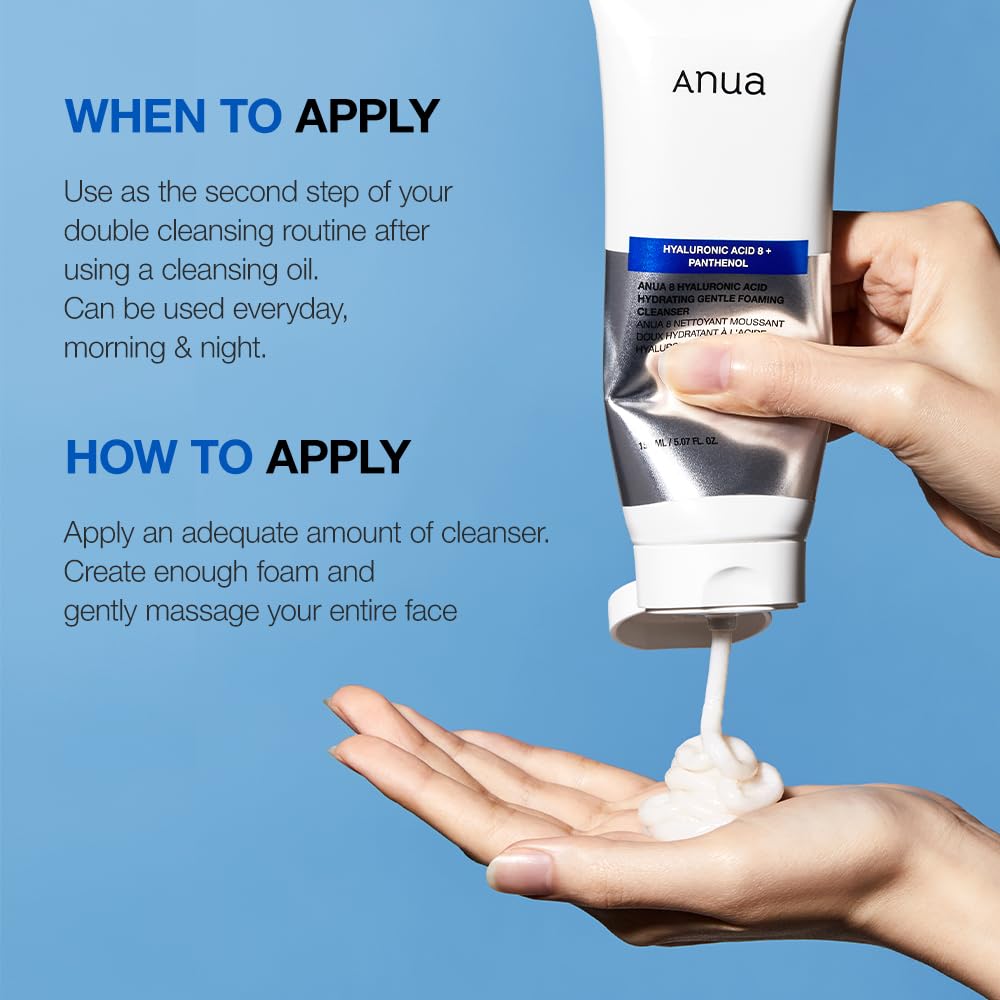 WHEN TO APPLY
Use as the second step of your
double cleansing routine after
using a cleansing oil.
Can be used everyday,
morning & night.
HOW TO APPLY
Apply an adequate amount of cleanser.
Create enough foam and
gently massage your entire face
Anua
HYALURONIC ACID 8 +
PANTHENOL
ANUA 8 HYALURONIC ACID
HYDRATING GENTLE FOAMING
CLEANSER
ANUA 8 NETTOYANT MOUSSANT
DOUX HYDRATANT À L'ACIDE
ML / 5.07 FL. OZ.